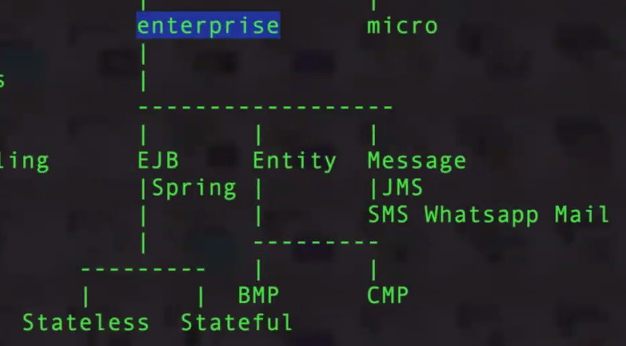 enterprise micro
s
ling EJB Entity Message
Spring JMS
SMS Whatsapp Mail
BMP CMP
Stateless Stateful